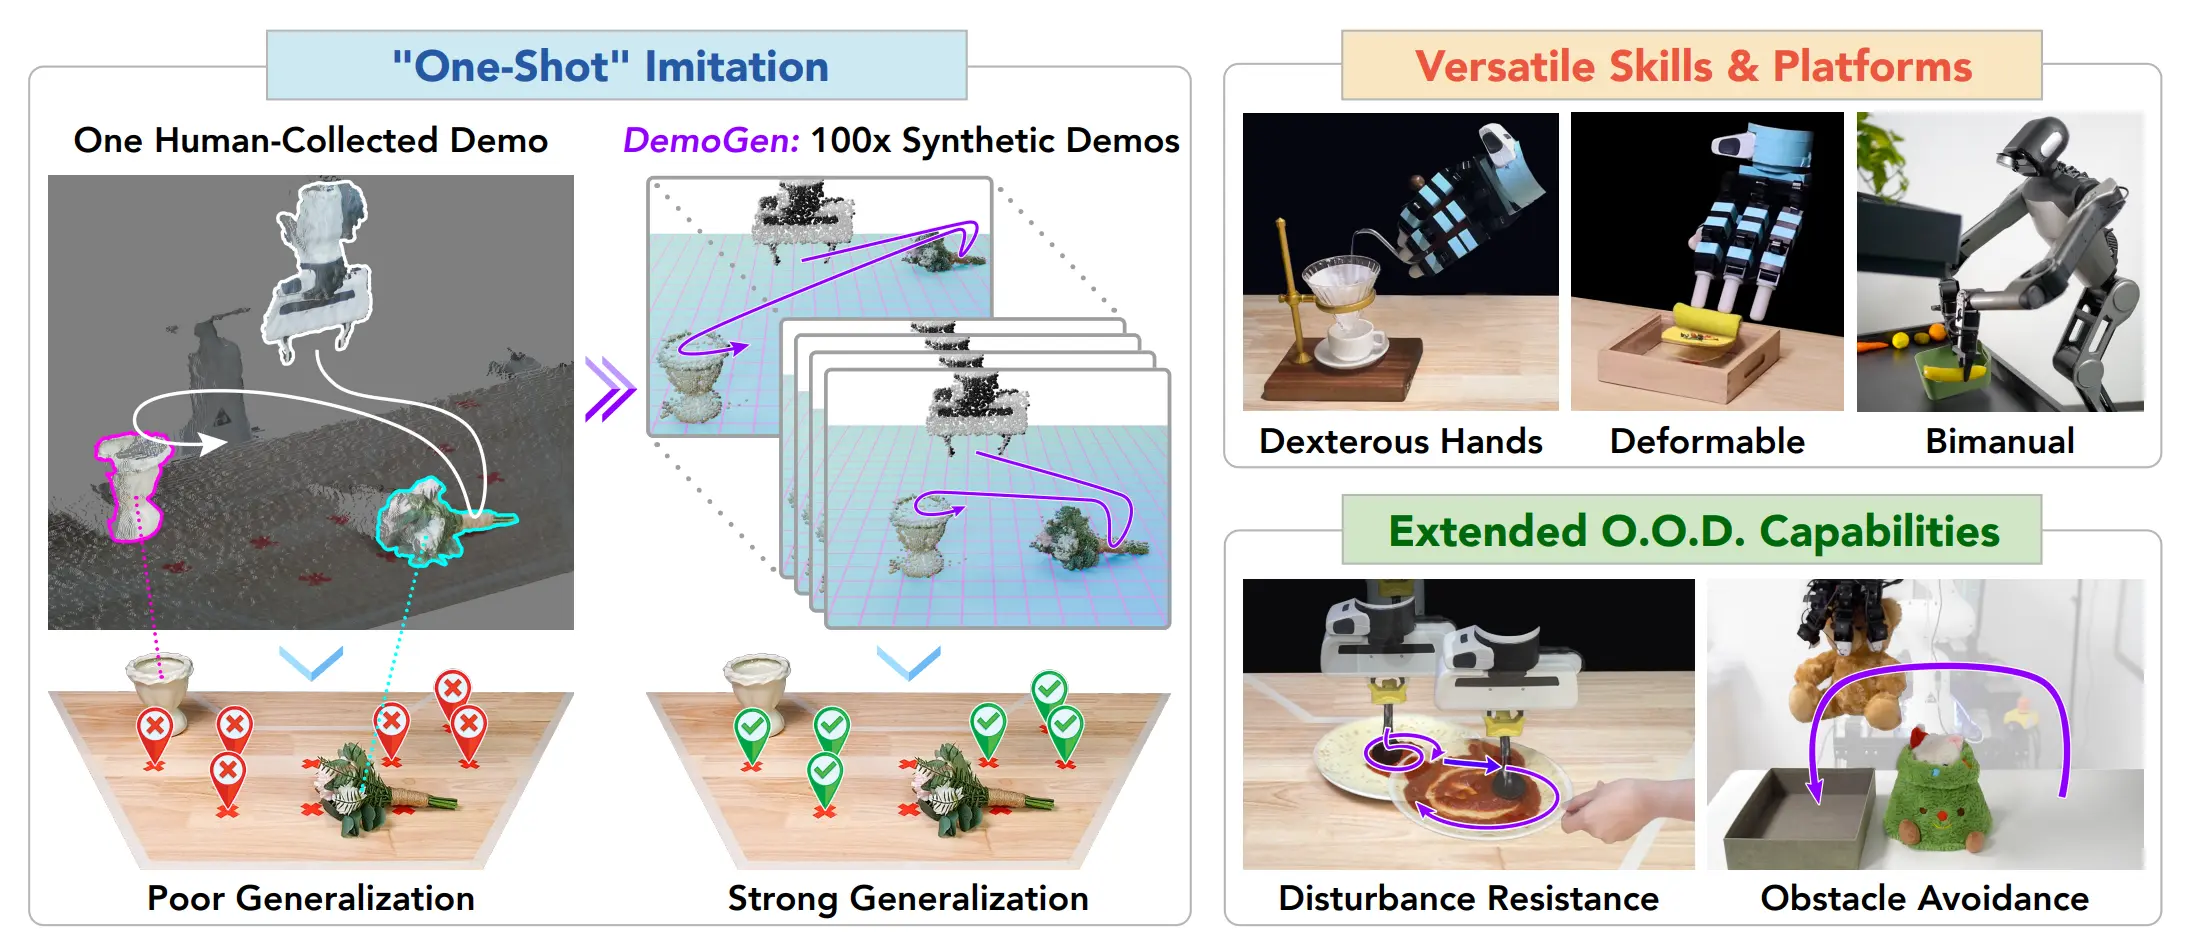 "One-Shot" Imitation
One Human-Collected Demo
DemoGen: 100x Synthetic Demos
Poor Generalization
Strong Generalization
Versatile Skills & Platforms
Dexterous Hands
Deformable
Bimanual
Extended O.O.D. Capabilities
Disturbance Resistance
Obstacle Avoidance